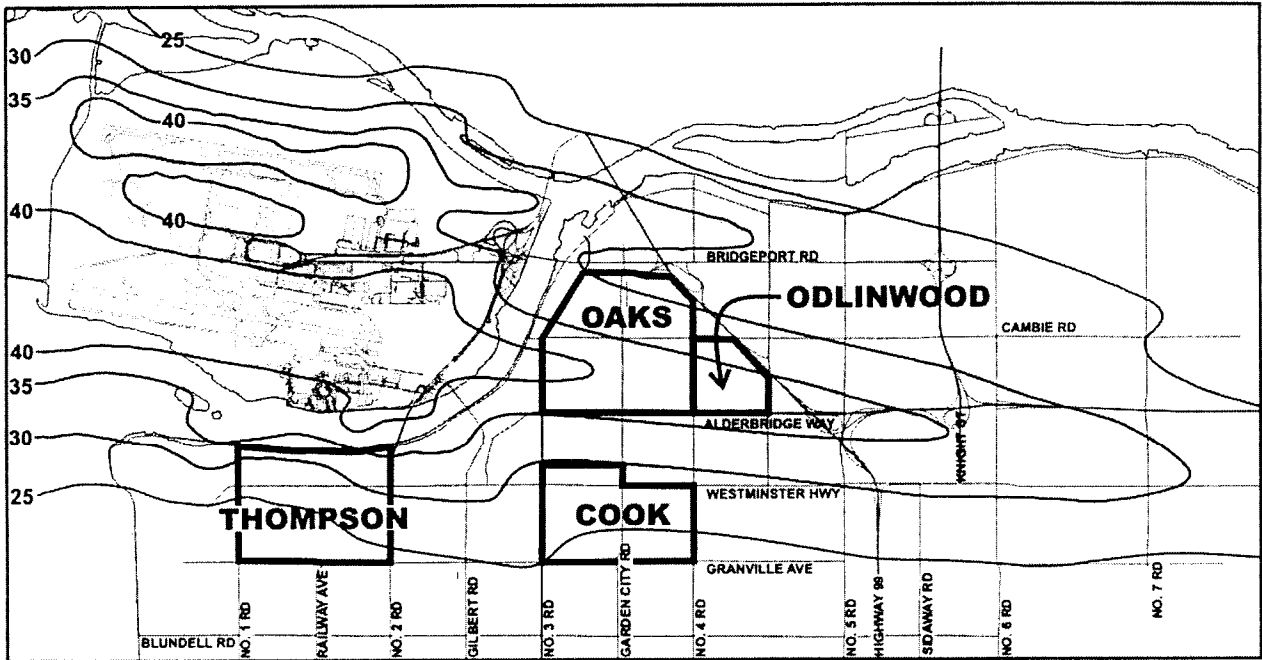 25
30
35
40
40
40
BRIDGEPORT RD
ODLINWOOD
OAKS
CAMBIE RD
40
35
ALDERBRIDGE WAY
30
KNIGHT ST
25
WESTMINSTER HWY
THOMPSON
COOK
GRANVILLE AVE
BLUNDELL RD
NO. 1 RD
RAILWAY AVE
NO. 2 RD
GILBERT RD
NO. 3 RD
GARDEN CITY RD
NO. 4 RD
NO. 5 RD
HIGHWAY 99
SIDAWAY RD
NO. 6 RD
NO. 7 RD